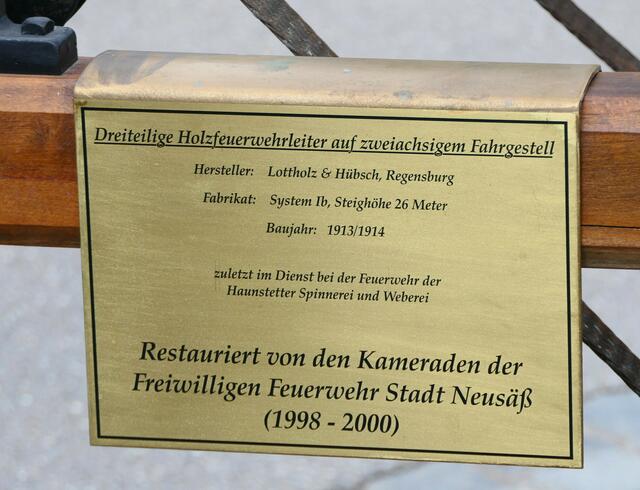 Dreiteilige Holzfeuerwehrleiter auf zweiachsigem Fahrgestell
Hersteller: Lottholz & Hübsch, Regensburg
Fabrikat: System Ib, Steighöhe 26 Meter
Baujahr: 1913/1914
zuletzt im Dienst bei der Feuerwehr der
Haunstetter Spinnerei und Weberei
Restauriert von den Kameraden der
Freiwilligen Feuerwehr Stadt Neusäß
(1998 - 2000)